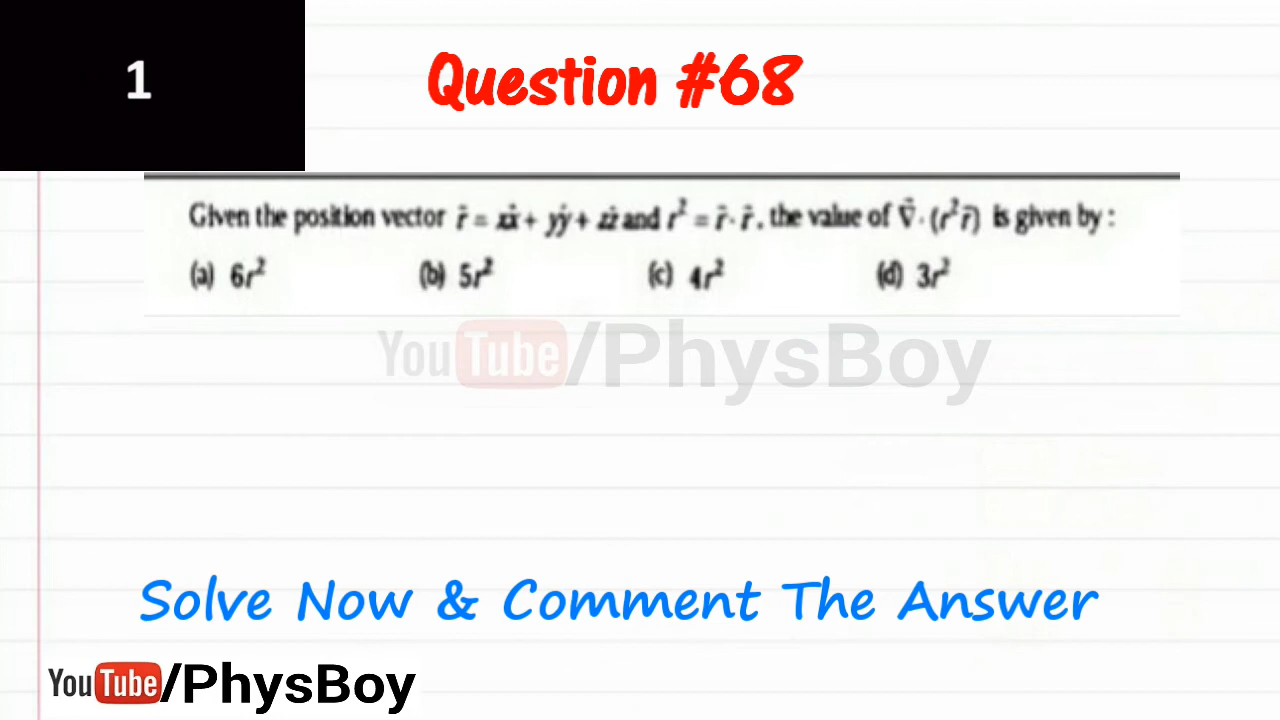 1
Question #68
Given the position vector r̄ = xx̂ + yŷ + zẑ and r² = r̄ · r̄, the value of ∇̄ · (r²r̄) is given by :
(a) 6r² (b) 5r² (c) 4r² (d) 3r²
YouTube/PhysBoy
Solve Now & Comment The Answer
YouTube/PhysBoy